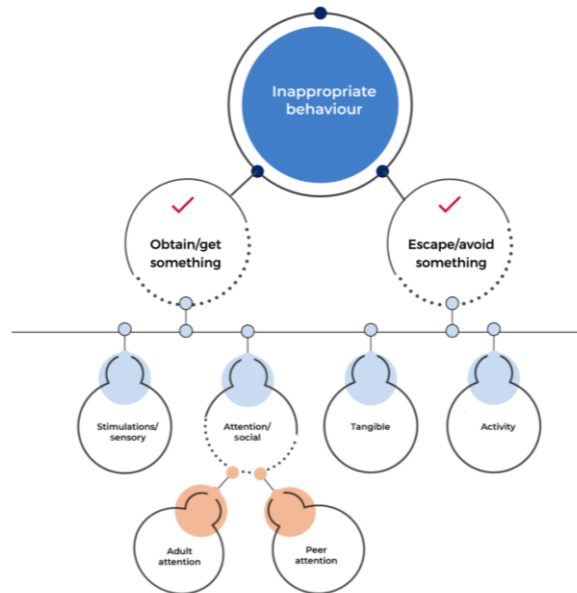 Inappropriate
behaviour
Obtain/get
something
Escape/avoid
something
Stimulations/
sensory
Attention/
social
Tangible
Activity
Adult
attention
Peer
attention